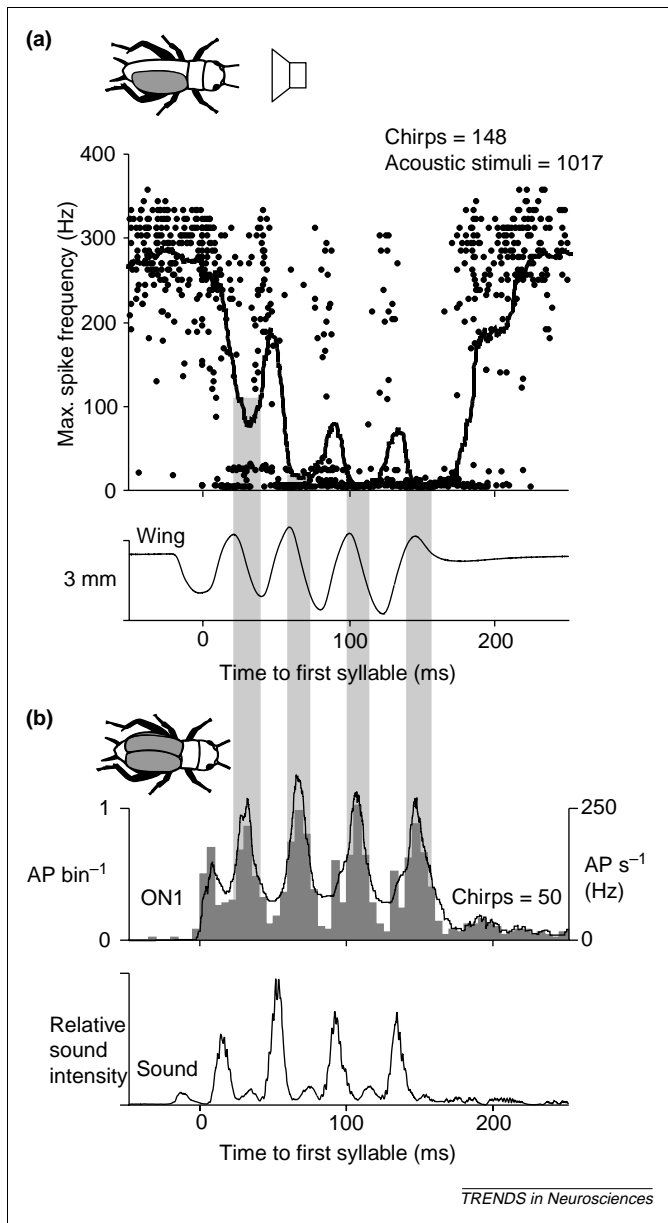 (a)
Chirps = 148
Acoustic stimuli = 1017
Max. spike frequency (Hz)
400
300
200
100
0
Wing
3 mm
0
100
200
Time to first syllable (ms)
(b)
1
0
AP bin⁻¹
ON1
Chirps = 50
250
0
AP s⁻¹
(Hz)
Relative
sound
intensity
Sound
0
100
200
Time to first syllable (ms)
TRENDS in Neurosciences